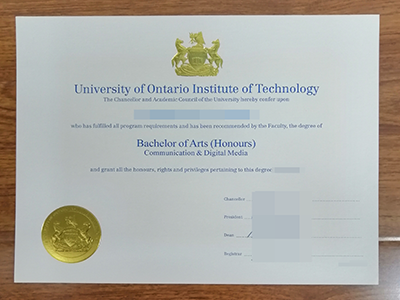 University of Ontario Institute of Technology
The Chancellor and Academic Council of the University hereby confer upon
who has fulfilled all program requirements and has been recommended by the Faculty, the degree of
Bachelor of Arts (Honours)
Communication & Digital Media
and grant all the honours, rights and privileges pertaining to this degree
Chancellor
President
Dean
Registrar